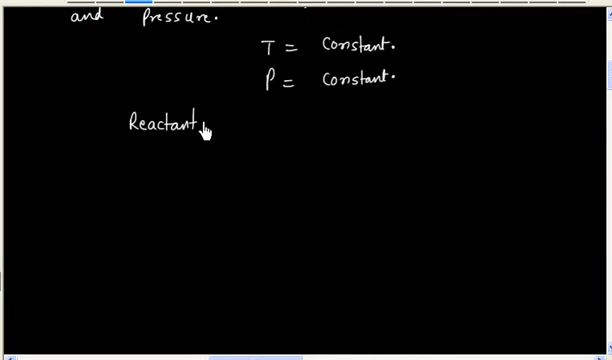 and Pressure.
T = Constant.
P = Constant.
Reactant